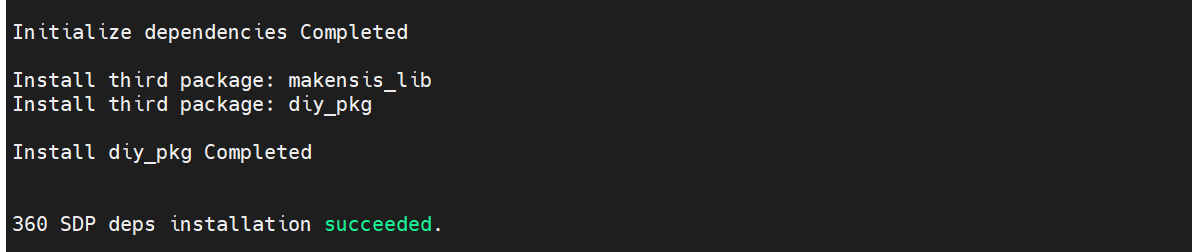 Initialize dependencies Completed
Install third package: makensis_lib
Install third package: diy_pkg
Install diy_pkg Completed
360 SDP deps installation succeeded.